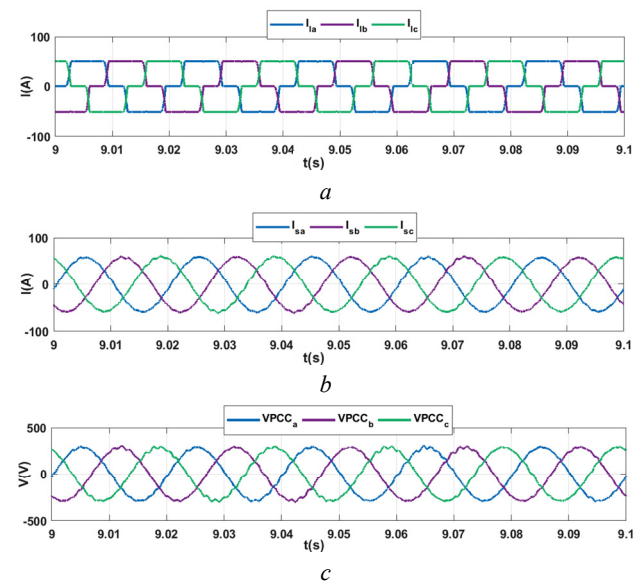 I_la I_lb I_lc
100
0
-100
I(A)
9 9.01 9.02 9.03 9.04 9.05 9.06 9.07 9.08 9.09 9.1
t(s)
a
I_sa I_sb I_sc
100
0
-100
I(A)
9 9.01 9.02 9.03 9.04 9.05 9.06 9.07 9.08 9.09 9.1
t(s)
b
VPCC_a VPCC_b VPCC_c
500
0
-500
V(V)
9 9.01 9.02 9.03 9.04 9.05 9.06 9.07 9.08 9.09 9.1
t(s)
c